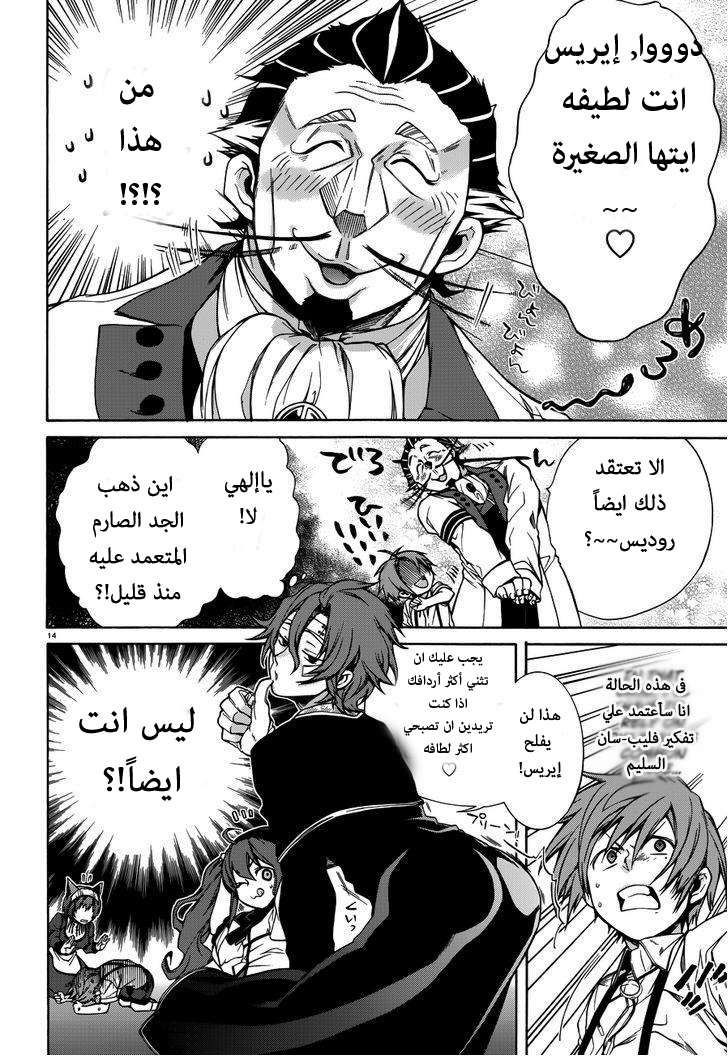 دوووا, إيريس
انت لطيفه
ايتها الصغيرة
~~
♡
من
هذا
؟!؟!
الا تعتقد
ذلك ايضاً
روديس~~؟
ياإلهي
لا!
اين ذهب
الجد الصارم
المتعمد عليه
منذ قليل!؟
14
فى هذه الحالة
انا سأعتمد علي
تفكير فليب-سان
السليم
هذا لن
يفلح
إيريس!
يجب عليك ان
تثني أكثر أردافك
اذا كنت
تريدين ان تصبحي
اكثر لطافه
♡
ليس انت
ايضاً!؟